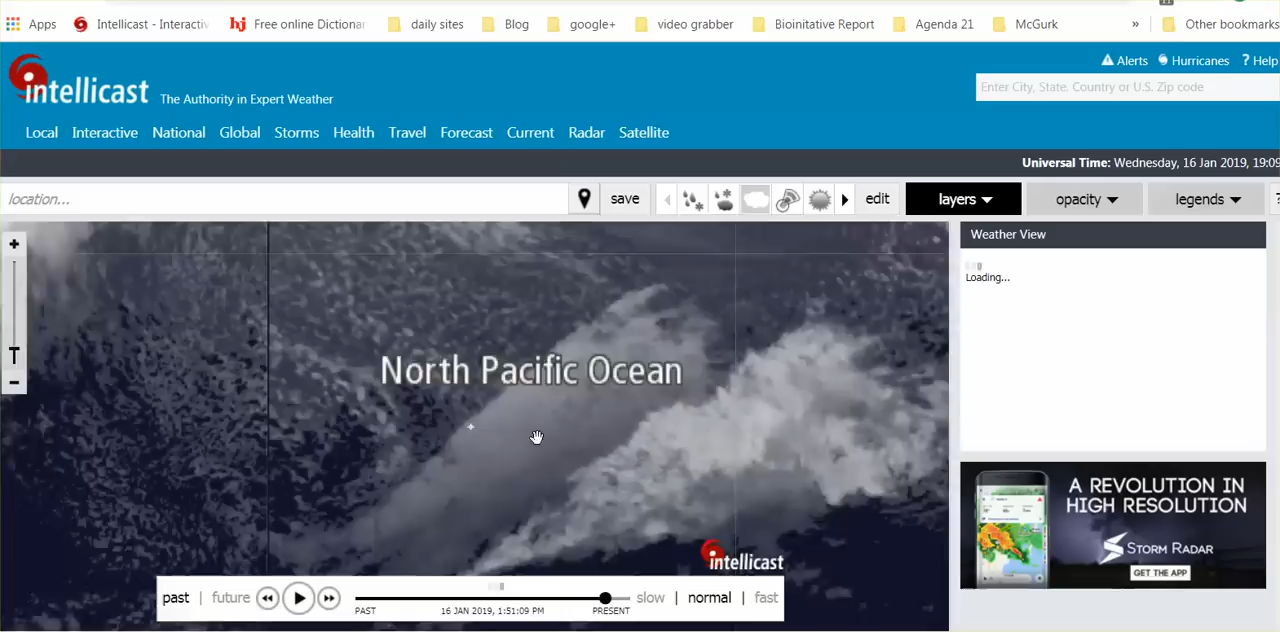 Apps Intellicast - Interactiv Free online Dictionar daily sites Blog google+ video grabber Bioinitative Report Agenda 21 McGurk » Other bookmarks
Alerts Hurricanes ? Help
intellicast The Authority in Expert Weather
Enter City, State, Country or U.S. Zip code
Local Interactive National Global Storms Health Travel Forecast Current Radar Satellite
Universal Time: Wednesday, 16 Jan 2019, 19:09
location... save edit layers opacity legends ?
Weather View
Loading...
North Pacific Ocean
A REVOLUTION IN
HIGH RESOLUTION
STORM RADAR
GET THE APP
intellicast
past | future slow | normal | fast
PAST 16 JAN 2019, 1:51:09 PM PRESENT